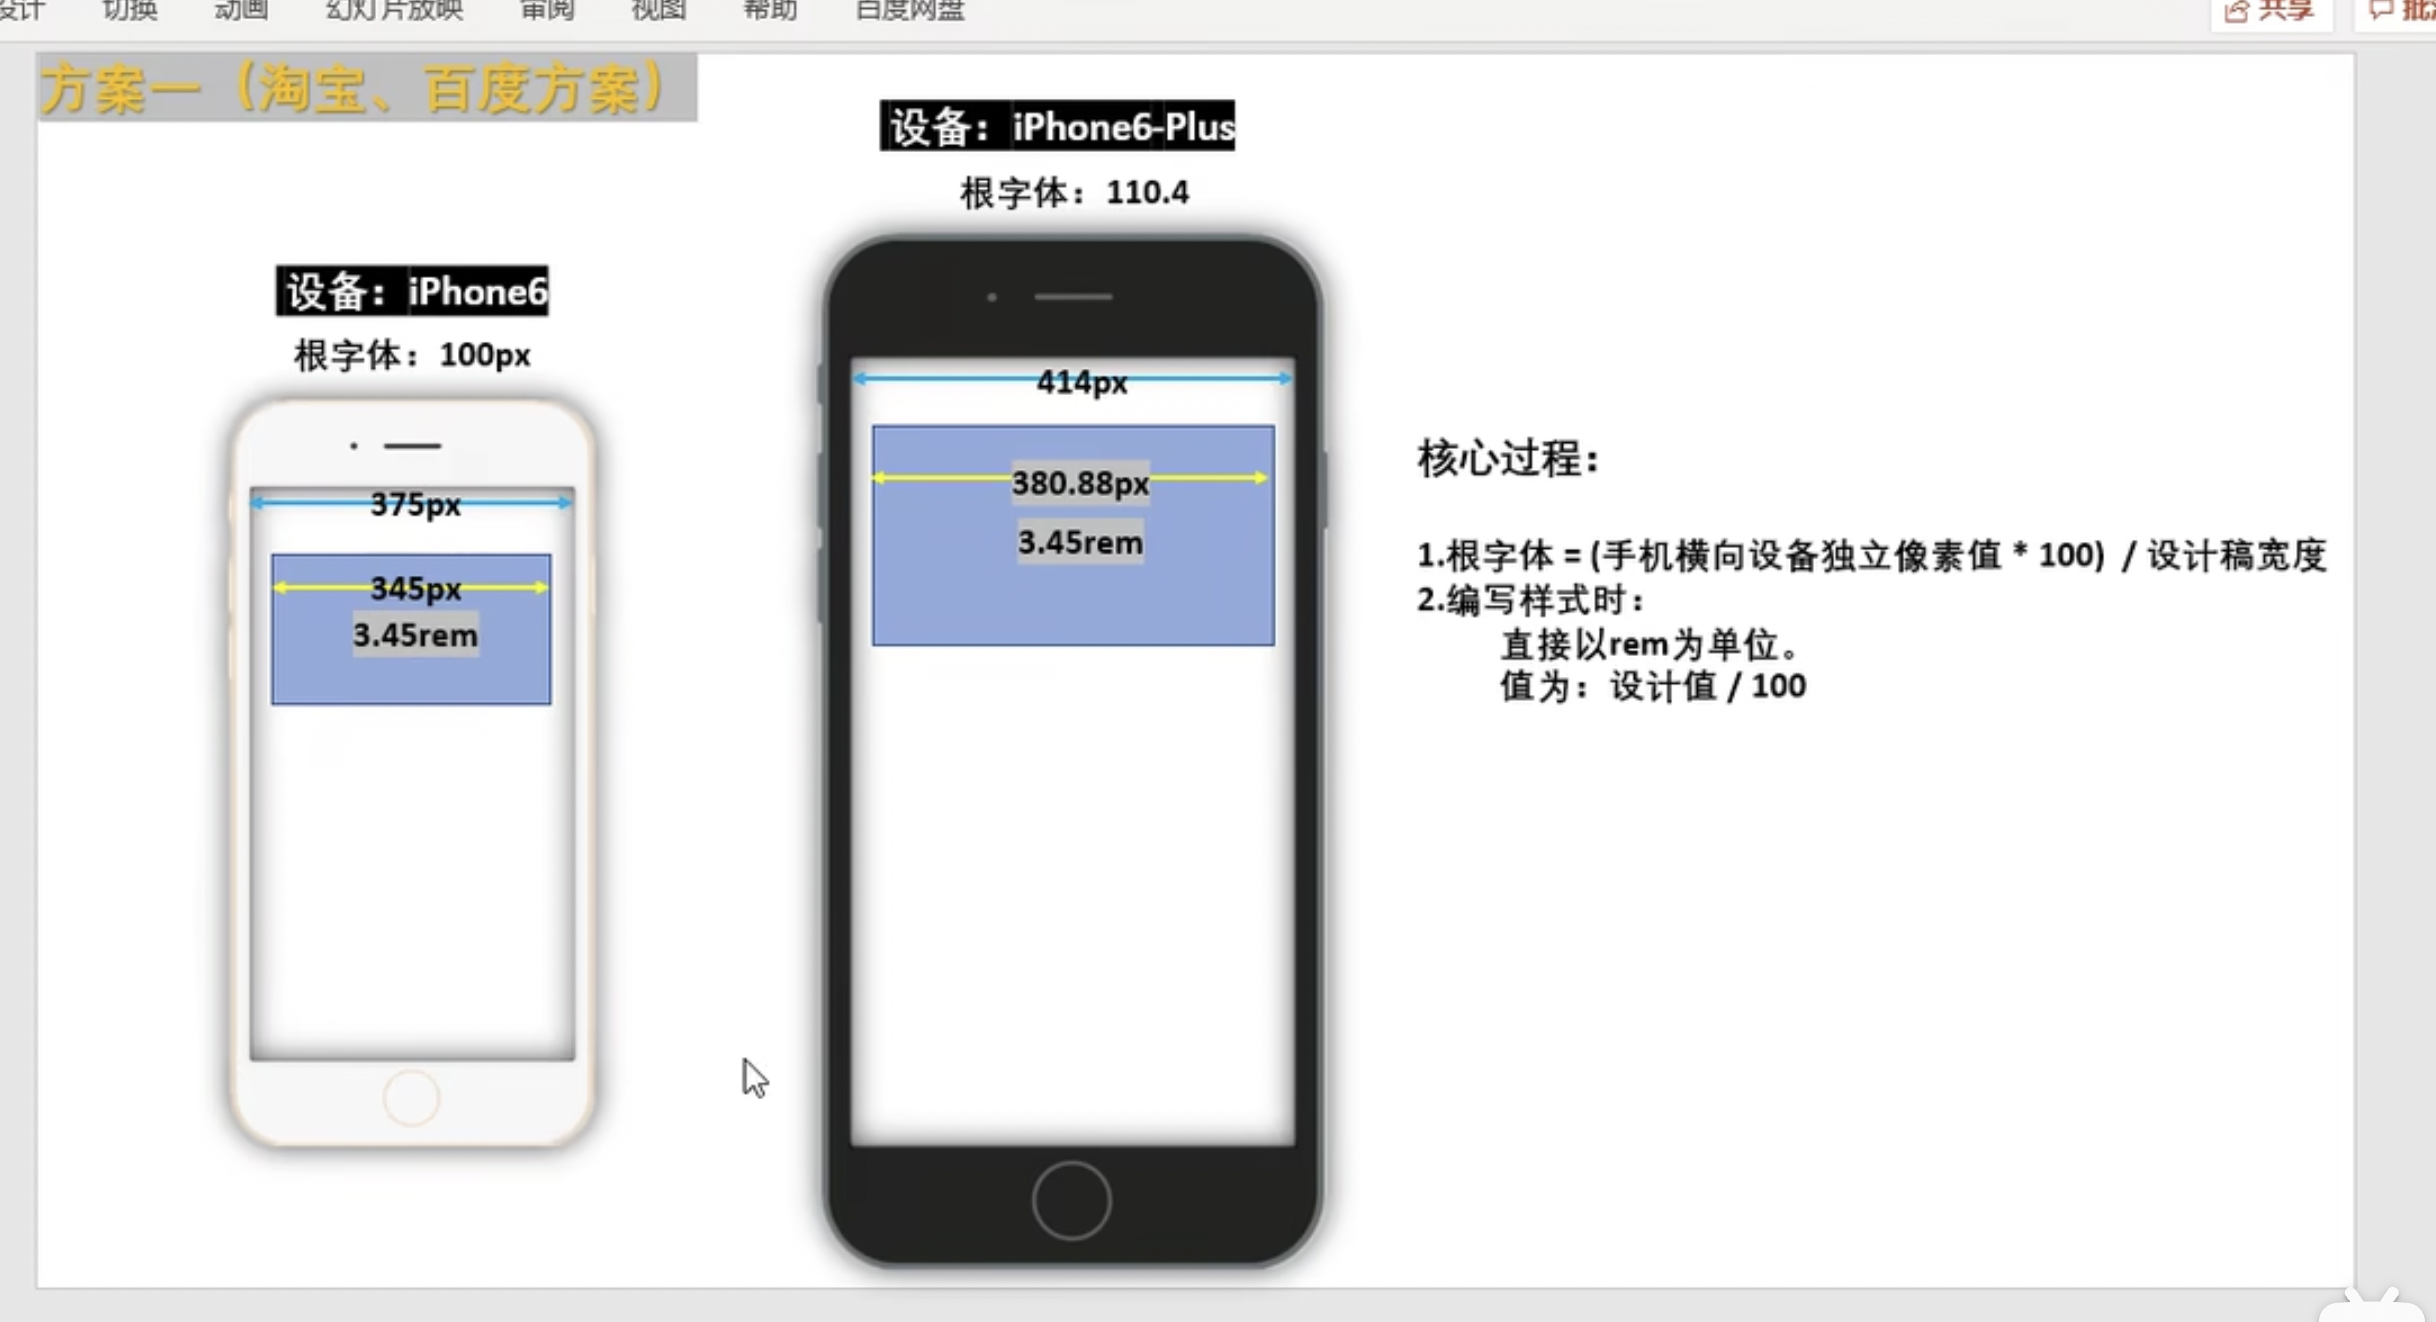 设计 切换 动画 幻灯片放映 审阅 视图 帮助 百度网盘 共享
方案一（淘宝、百度方案）
设备：iPhone6-Plus
根字体：110.4
设备：iPhone6
根字体：100px
375px
345px
3.45rem
414px
380.88px
3.45rem
核心过程：
1.根字体 = (手机横向设备独立像素值 * 100) / 设计稿宽度
2.编写样式时：
直接以rem为单位。
值为：设计值 / 100